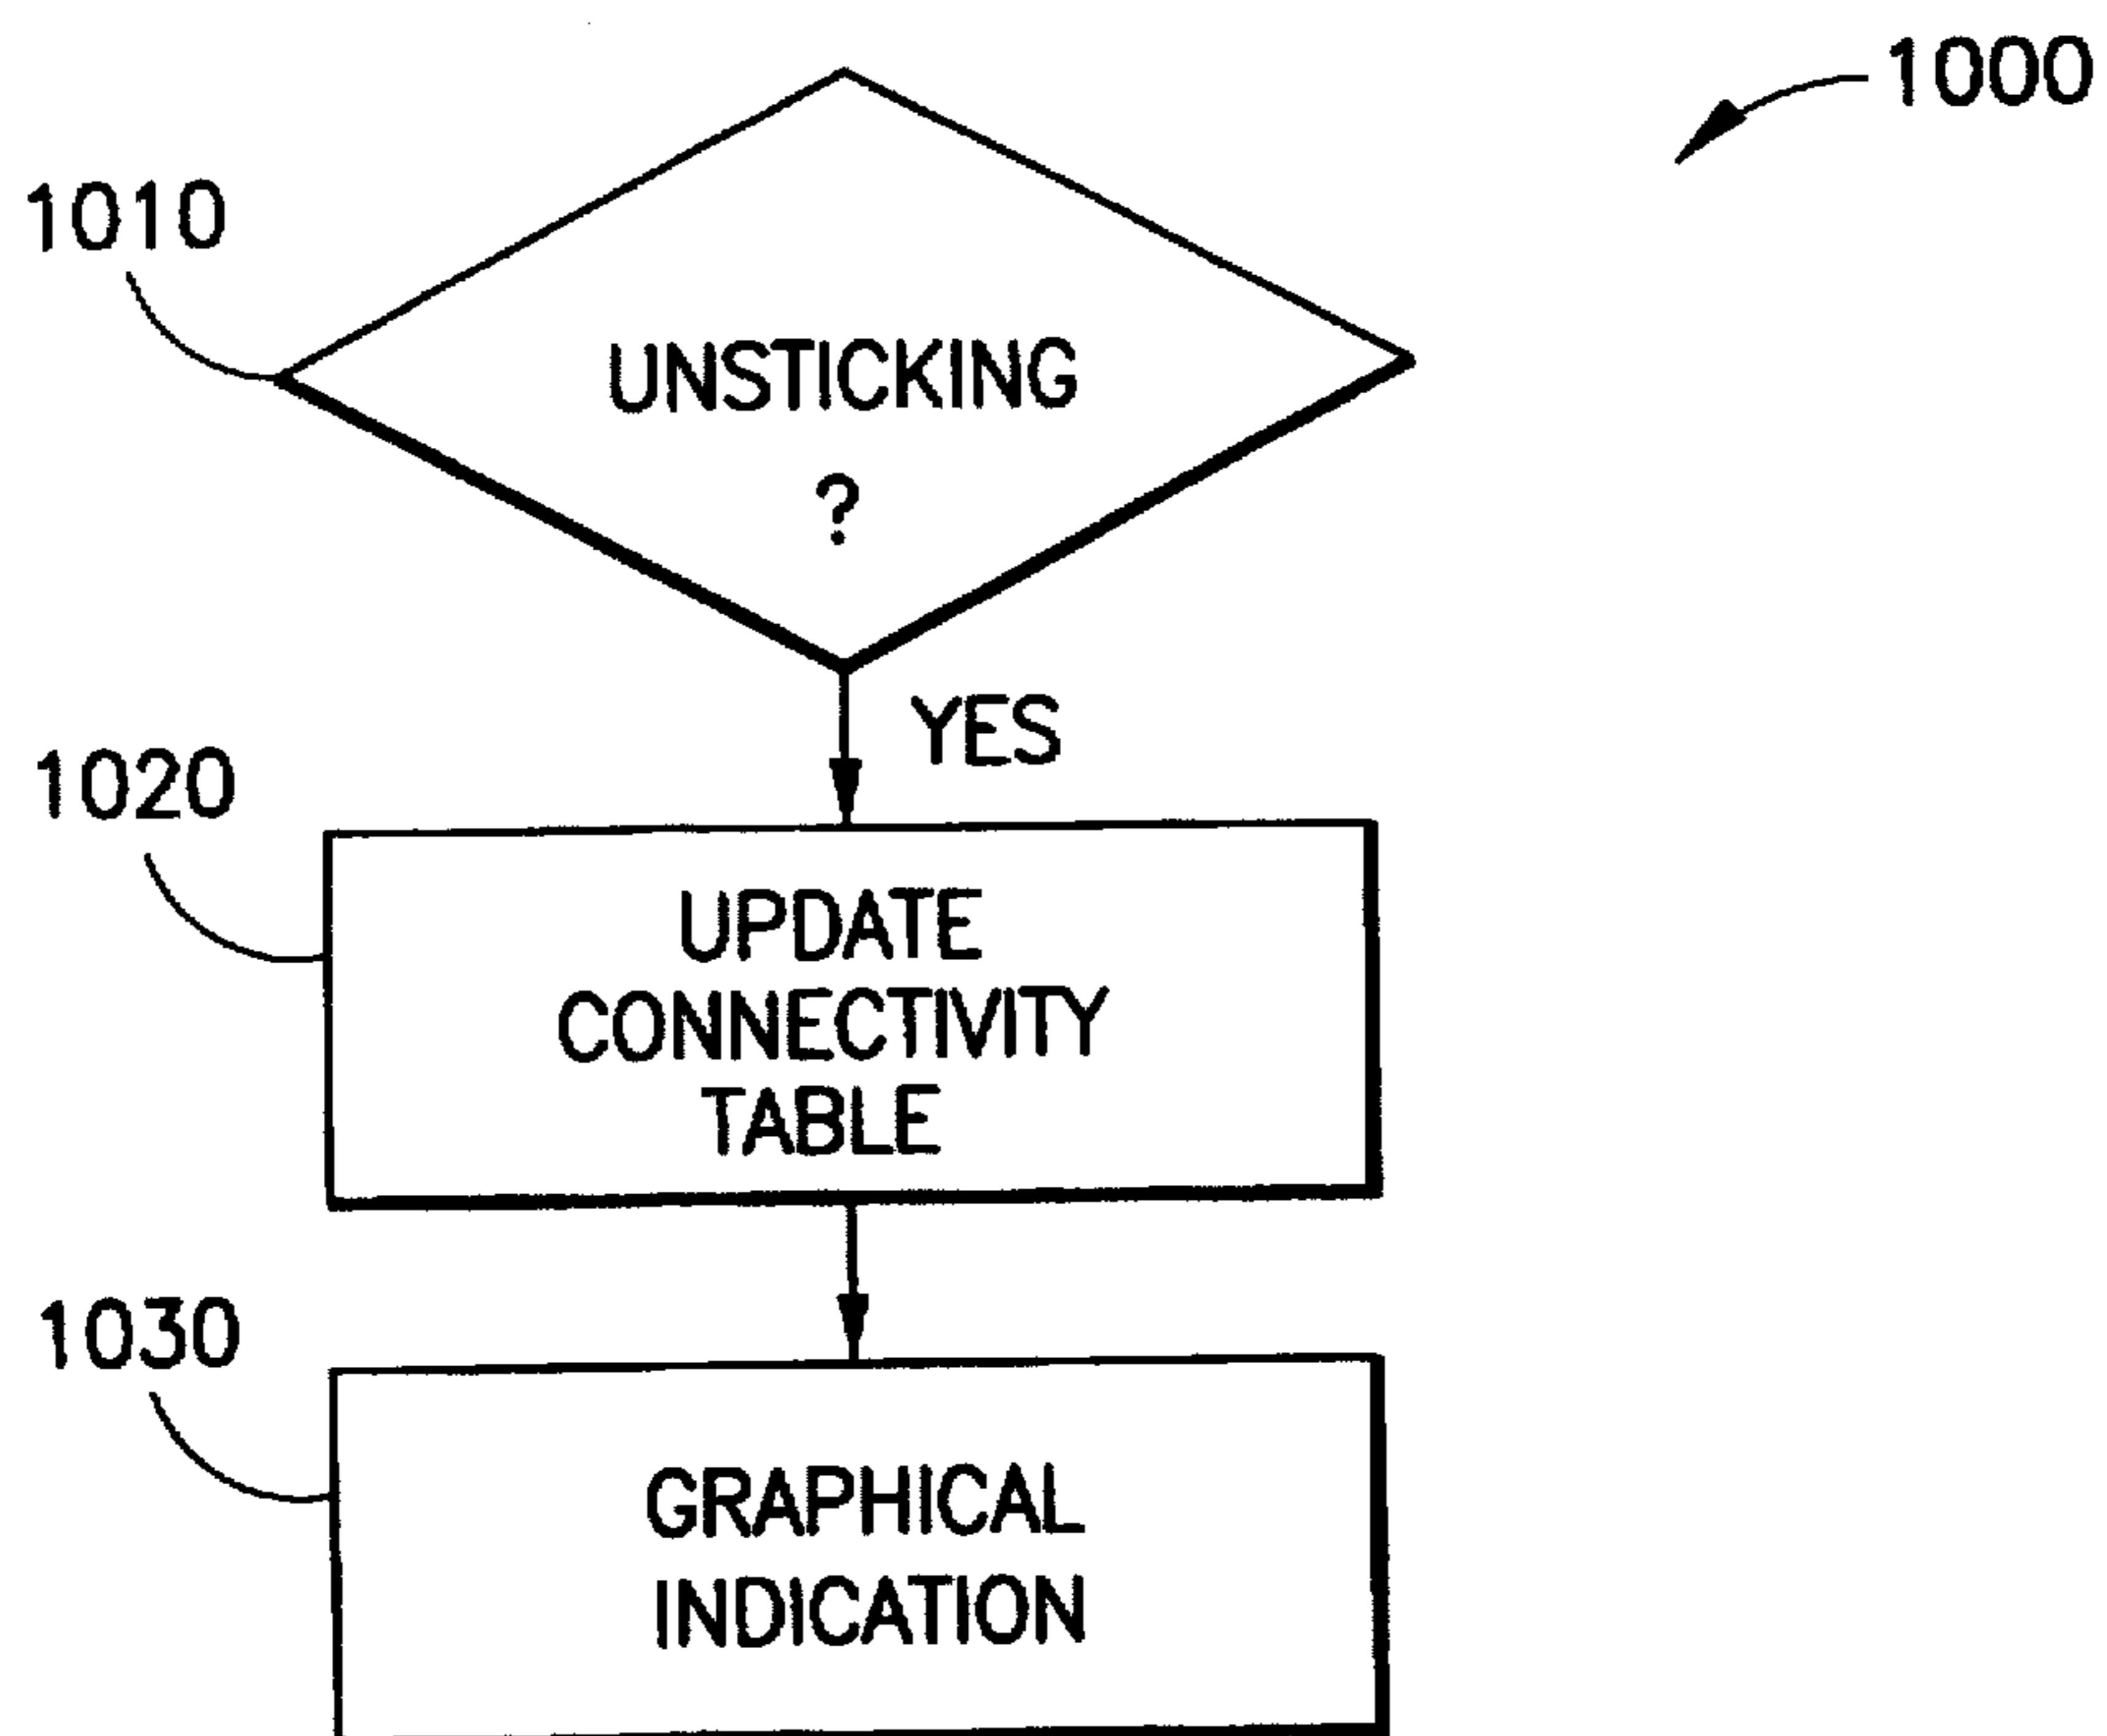 1000
1010
UNSTICKING
?
YES
1020
UPDATE
CONNECTIVITY
TABLE
1030
GRAPHICAL
INDICATION